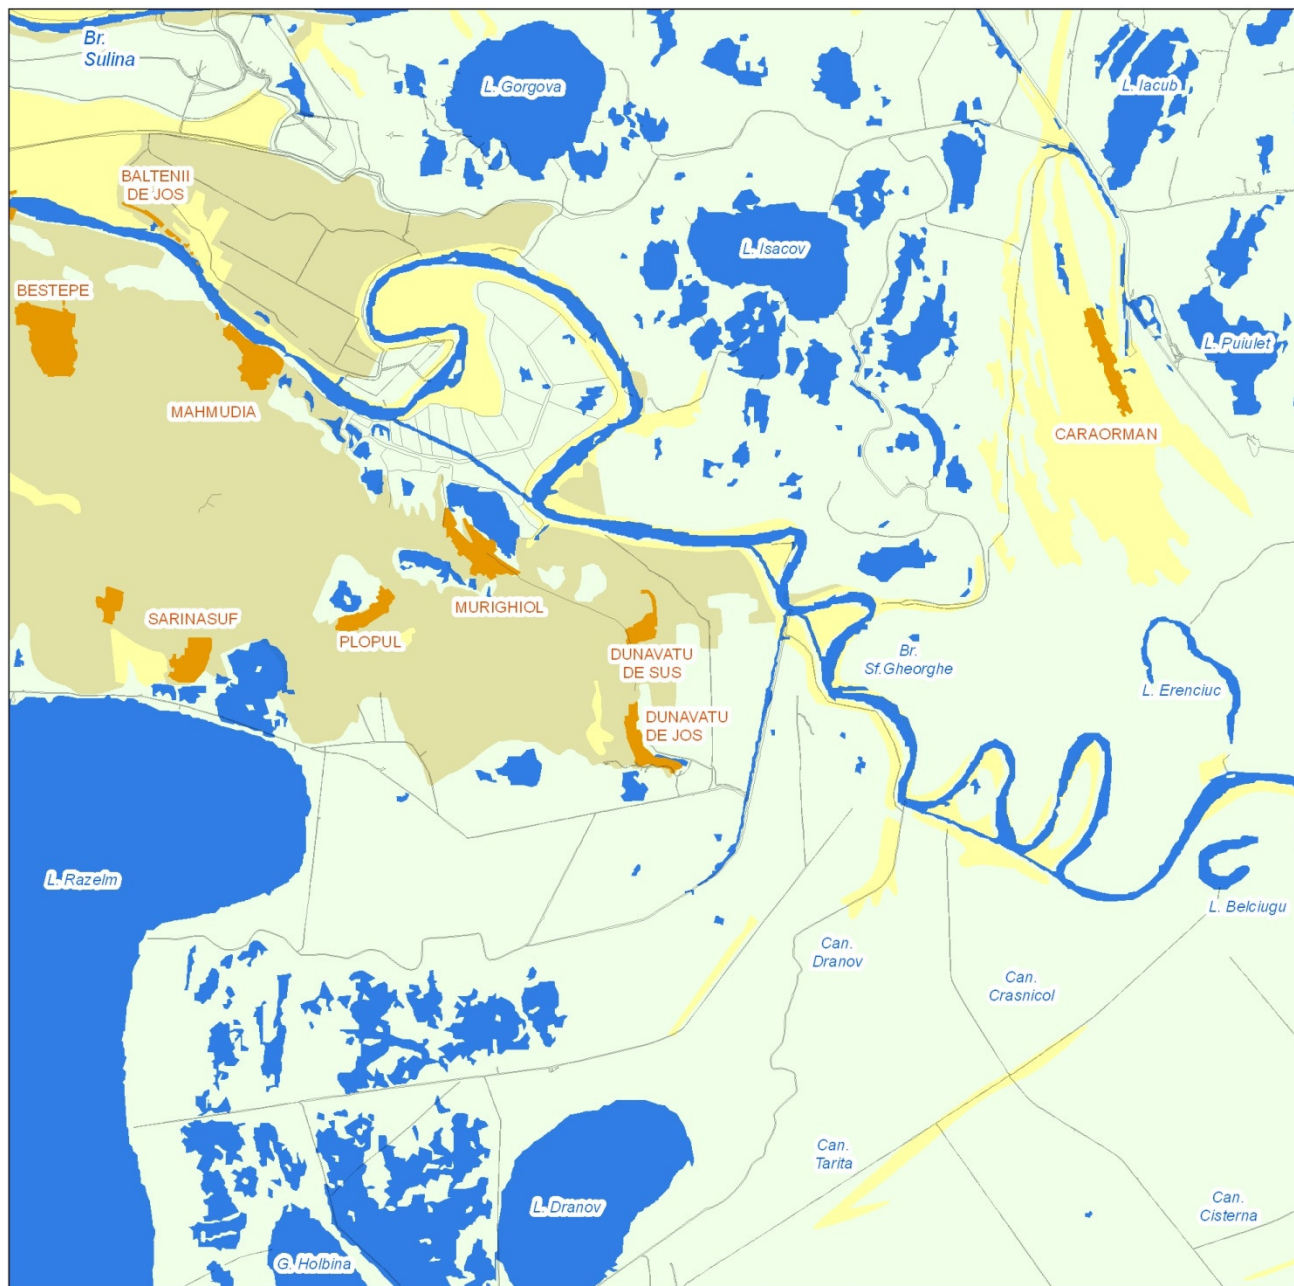 Br.
Sulina
L. Gorgova
L. Iacub
BALTENII
DE JOS
L. Isacov
BESTEPE
L. Puiulet
MAHMUDIA
CARAORMAN
SARINASUF
MURIGHIOL
PLOPUL
DUNAVATU
DE SUS
Br.
Sf.Gheorghe
L. Erenciuc
DUNAVATU
DE JOS
L. Razelm
L. Belciugu
Can.
Dranov
Can.
Crasnicol
Can.
Tarita
L. Dranov
Can.
Cisterna
G. Holbina